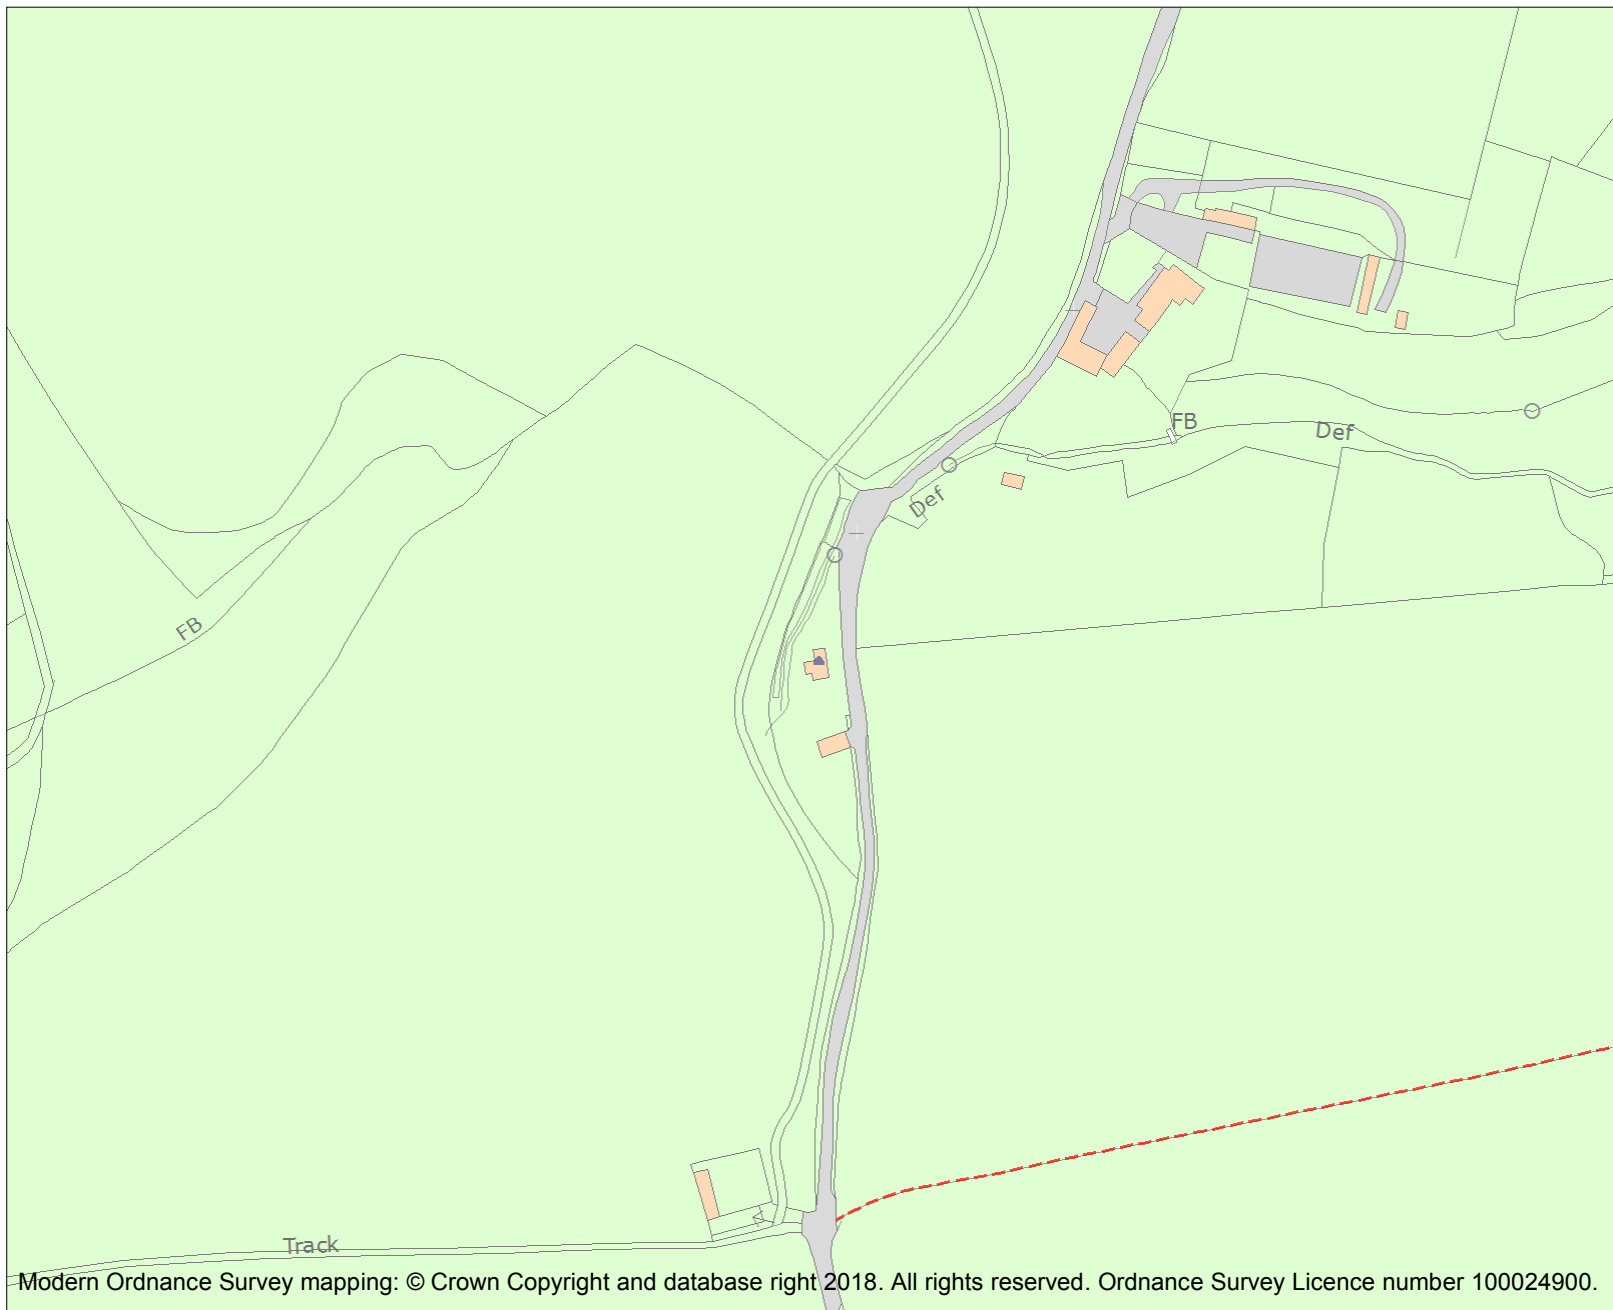 FB
Def
Def
FB
Track
Modern Ordnance Survey mapping: © Crown Copyright and database right 2018. All rights reserved. Ordnance Survey Licence number 100024900.